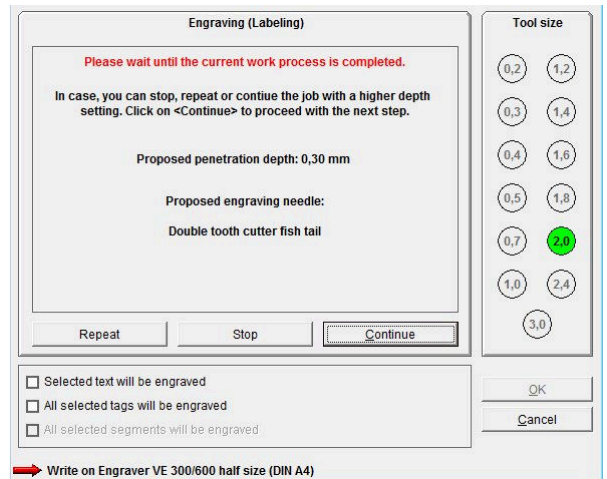 Engraving (Labeling)
Please wait until the current work process is completed.
In case, you can stop, repeat or contiue the job with a higher depth
setting. Click on <Continue> to proceed with the next step.
Proposed penetration depth: 0,30 mm
Proposed engraving needle:
Double tooth cutter fish tail
Repeat Stop Continue
Tool size
0,2 1,2
0,3 1,4
0,4 1,6
0,5 1,8
0,7 2,0
1,0 2,4
3,0
Selected text will be engraved
All selected tags will be engraved
All selected segments will be engraved
OK
Cancel
Write on Engraver VE 300/600 half size (DIN A4)